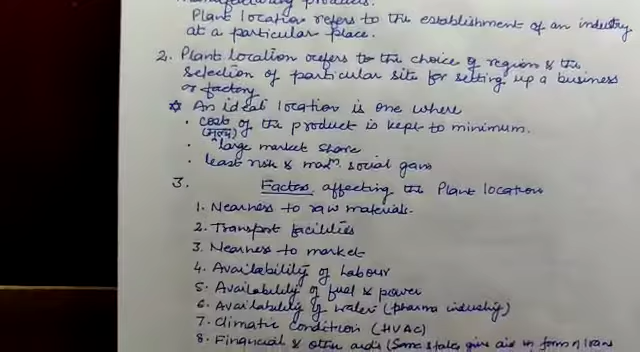 Manufacturing products.
Plant location refers to the establishment of an industry
at a particular place.
2. Plant location refers to the choice of region & the
selection of particular site for setting up a business
or factory
☆ An ideal location is one where
• cost of the product is kept to minimum.
(मूल्य)
• large market share
• least risk & maxm social gain
3. Factors affecting the Plant location
1. Nearness to raw materials.
2. Transport facilities
3. Nearness to market
4. Availability of Labour
5. Availability of fuel & power
6. Availability of water (pharma industry)
7. Climatic condition (HVAC)
8. Financial & other aids (Some states give aid in form of loans